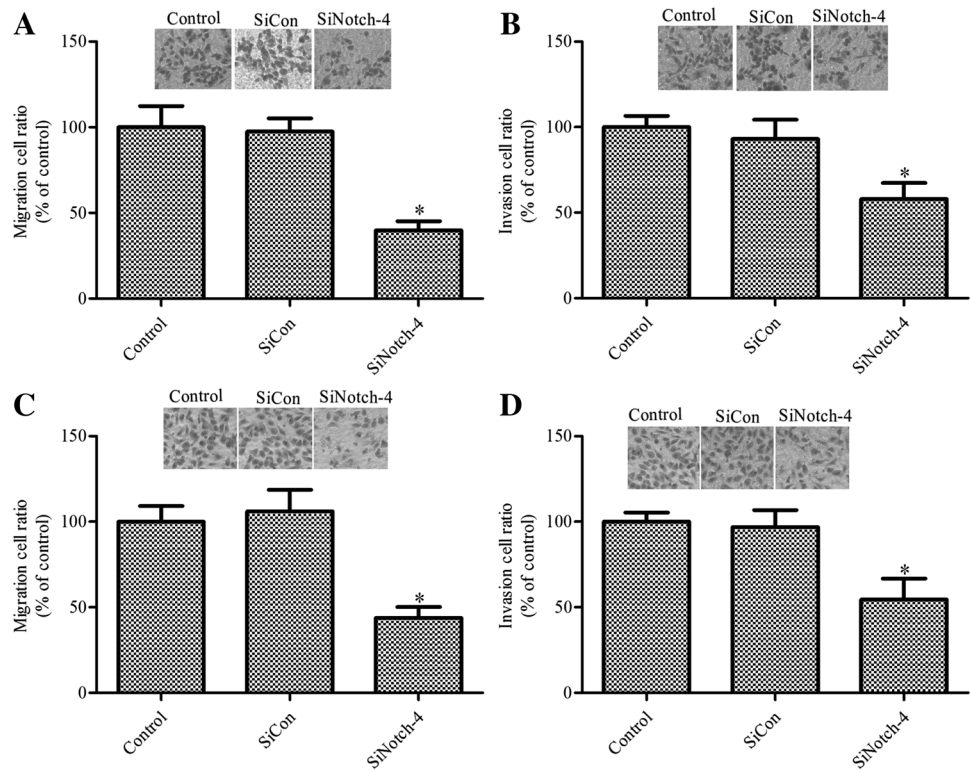 A
Control SiCon SiNotch-4
Migration cell ratio
(% of control)
150
100
50
0
*
Control
SiCon
SiNotch-4
B
Control SiCon SiNotch-4
Invasion cell ratio
(% of control)
150
100
50
0
*
Control
SiCon
SiNotch-4
C
Control SiCon SiNotch-4
Migration cell ratio
(% of control)
150
100
50
0
*
Control
SiCon
SiNotch-4
D
Control SiCon SiNotch-4
Invasion cell ratio
(% of control)
150
100
50
0
*
Control
SiCon
SiNotch-4